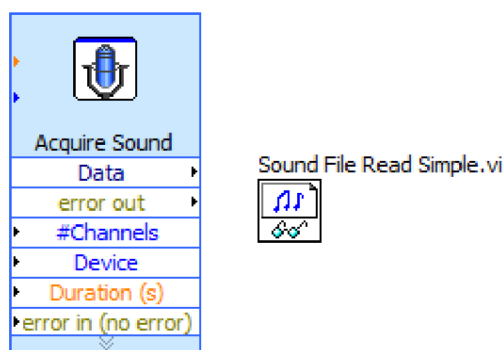 Acquire Sound
Data
error out
#Channels
Device
Duration (s)
error in (no error)
Sound File Read Simple.vi